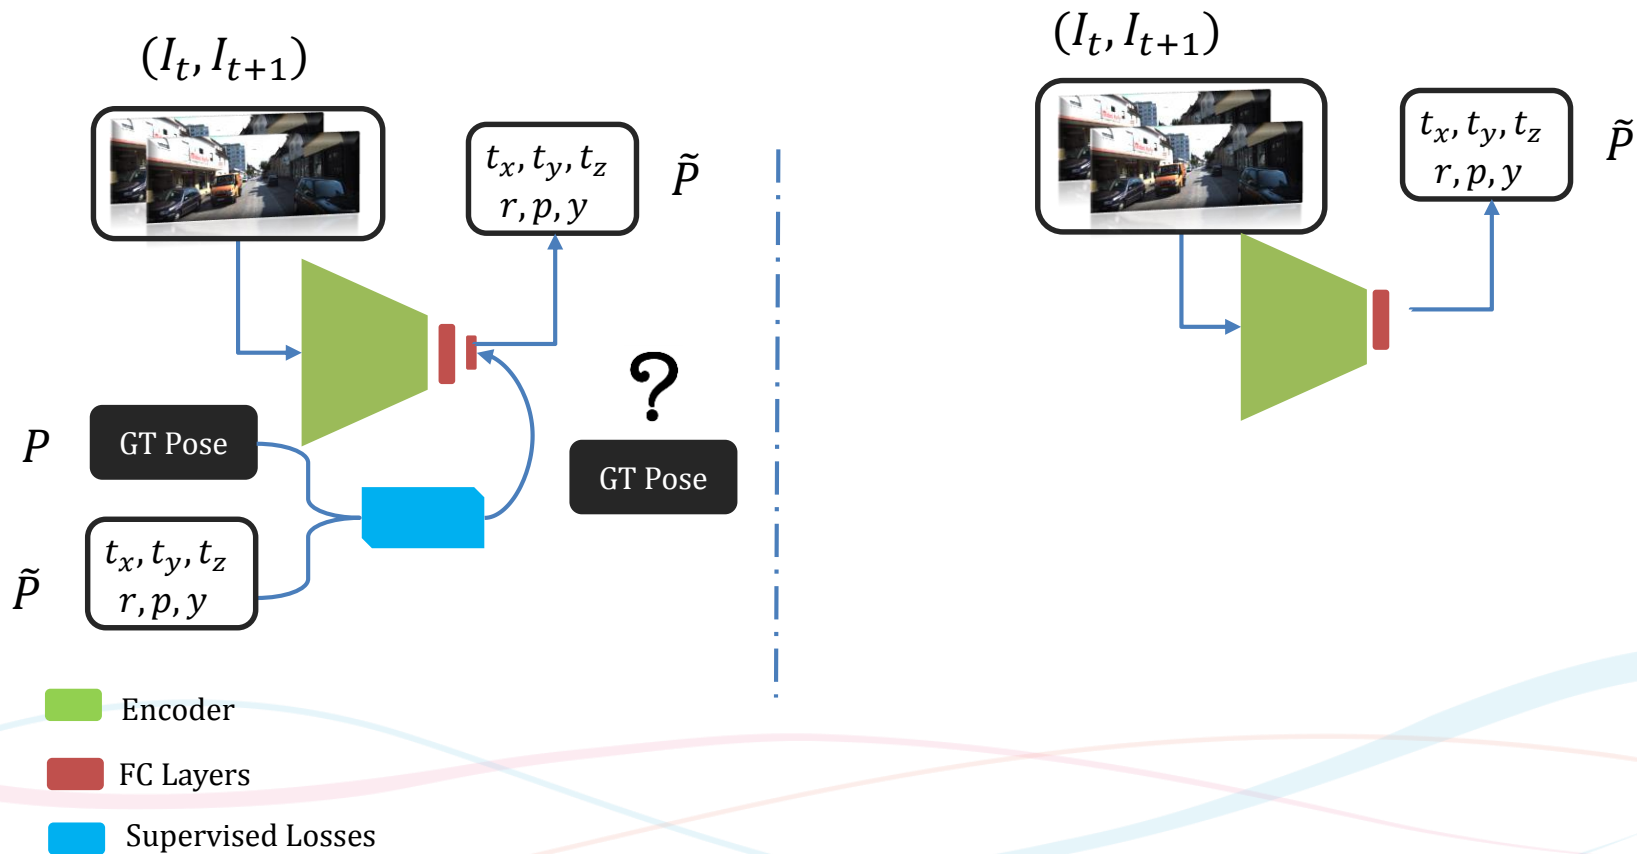 (I_t, I_{t+1})
t_x, t_y, t_z
r, p, y
P̃
P
GT Pose
?
GT Pose
P̃
t_x, t_y, t_z
r, p, y
Encoder
FC Layers
Supervised Losses
(I_t, I_{t+1})
t_x, t_y, t_z
r, p, y
P̃